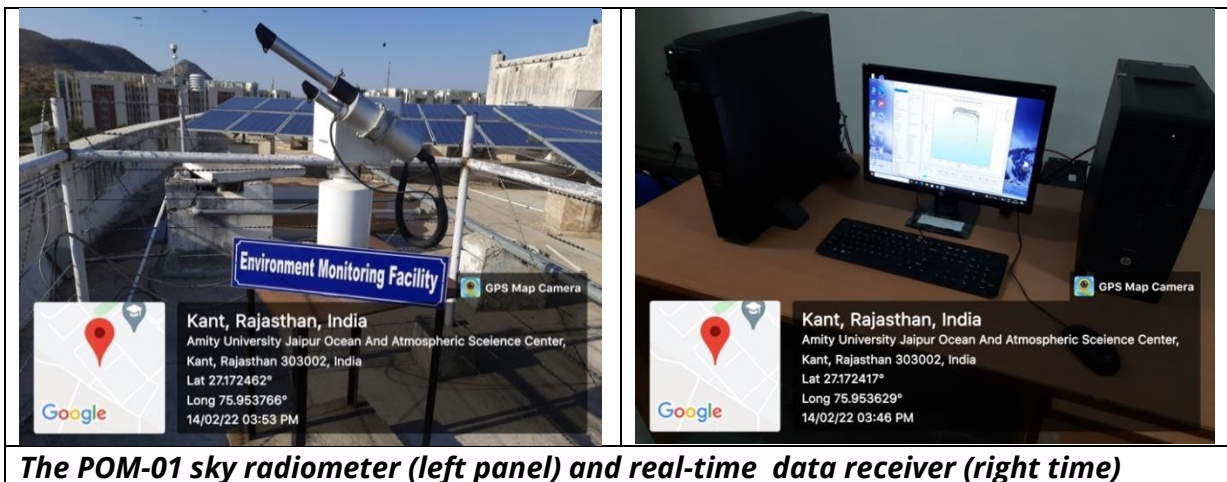 Environment Monitoring Facility
GPS Map Camera
Kant, Rajasthan, India
Amity University Jaipur Ocean And Atmospheric Sceience Center,
Kant, Rajasthan 303002, India
Lat 27.172462°
Long 75.953766°
14/02/22 03:53 PM
Google
GPS Map Camera
Kant, Rajasthan, India
Amity University Jaipur Ocean And Atmospheric Sceience Center,
Kant, Rajasthan 303002, India
Lat 27.172417°
Long 75.953629°
14/02/22 03:46 PM
Google
The POM-01 sky radiometer (left panel) and real-time data receiver (right time)